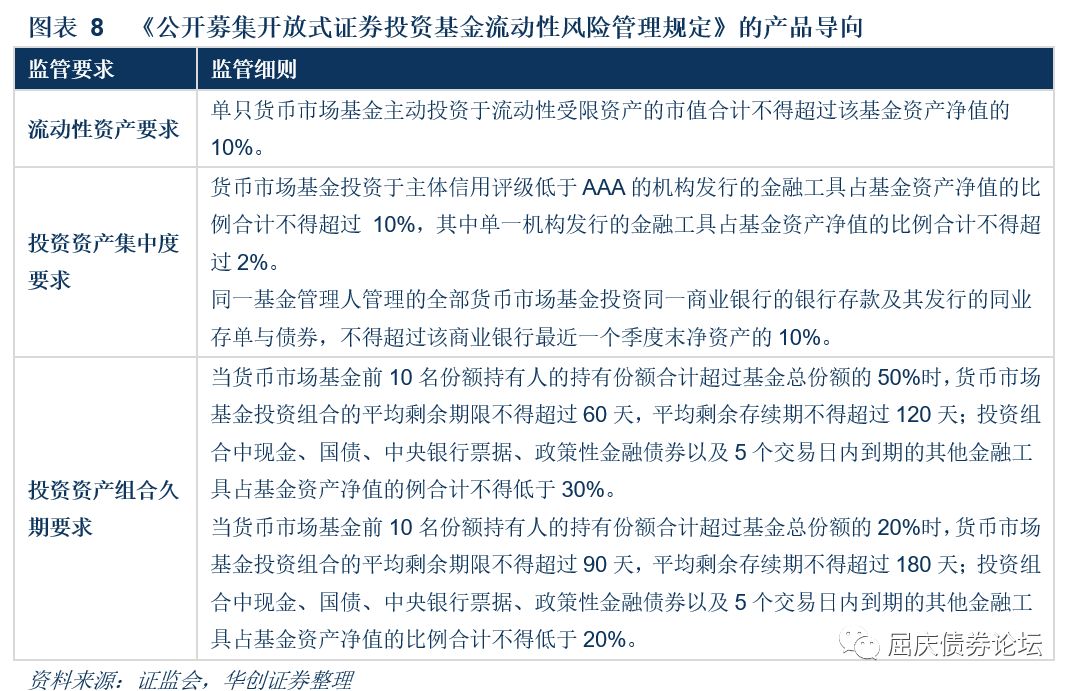 图表 8 《公开募集开放式证券投资基金流动性风险管理规定》的产品导向
监管要求 监管细则
流动性资产要求
单只货币市场基金主动投资于流动性受限资产的市值合计不得超过该基金资产净值的
10%。
投资资产集中度
要求
货币市场基金投资于主体信用评级低于 AAA 的机构发行的金融工具占基金资产净值的比
例合计不得超过 10%，其中单一机构发行的金融工具占基金资产净值的比例合计不得超
过 2%。
同一基金管理人管理的全部货币市场基金投资同一商业银行的银行存款及其发行的同业
存单与债券，不得超过该商业银行最近一个季度末净资产的 10%。
投资资产组合久
期要求
当货币市场基金前 10 名份额持有人的持有份额合计超过基金总份额的 50%时，货币市场
基金投资组合的平均剩余期限不得超过 60 天，平均剩余存续期不得超过 120 天；投资组
合中现金、国债、中央银行票据、政策性金融债券以及 5 个交易日内到期的其他金融工
具占基金资产净值的例合计不得低于 30%。
当货币市场基金前 10 名份额持有人的持有份额合计超过基金总份额的 20%时，货币市场
基金投资组合的平均剩余期限不得超过 90 天，平均剩余存续期不得超过 180 天；投资组
合中现金、国债、中央银行票据、政策性金融债券以及 5 个交易日内到期的其他金融工
具占基金资产净值的比例合计不得低于 20%。
屈庆债券论坛
资料来源：证监会，华创证券整理